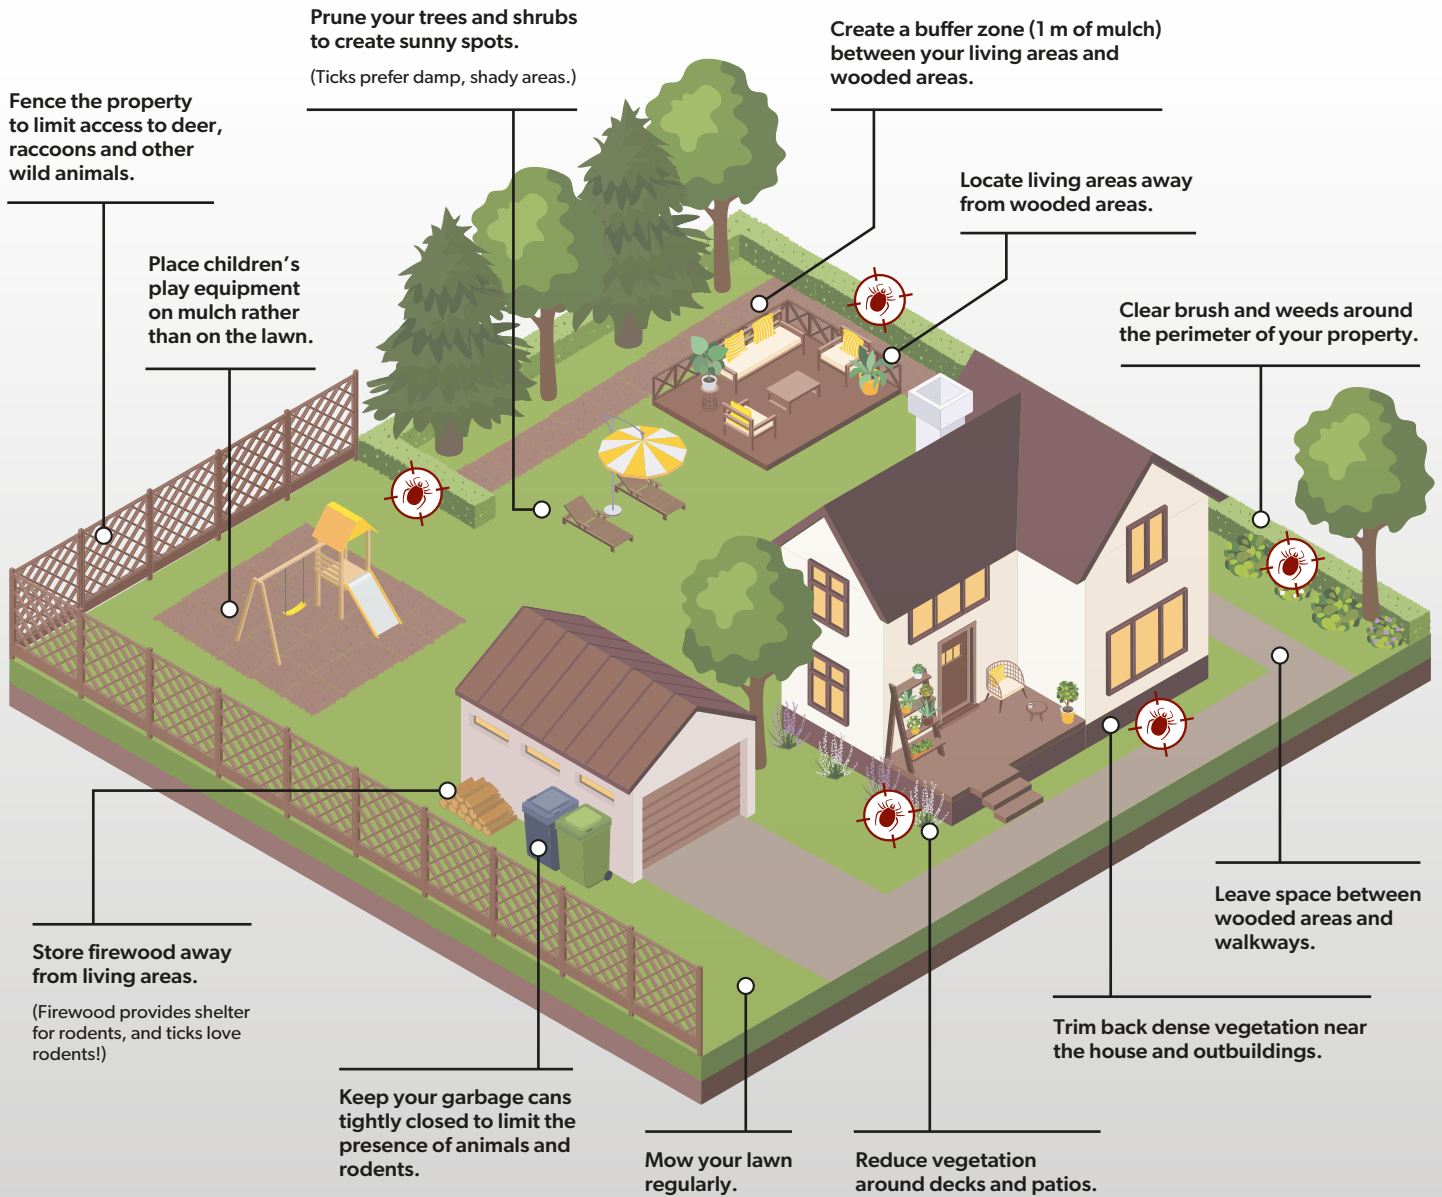 Prune your trees and shrubs
to create sunny spots.
(Ticks prefer damp, shady areas.)
Create a buffer zone (1 m of mulch)
between your living areas and
wooded areas.
Fence the property
to limit access to deer,
raccoons and other
wild animals.
Locate living areas away
from wooded areas.
Place children’s
play equipment
on mulch rather
than on the lawn.
Clear brush and weeds around
the perimeter of your property.
Leave space between
wooded areas and
walkways.
Store firewood away
from living areas.
(Firewood provides shelter
for rodents, and ticks love
rodents!)
Trim back dense vegetation near
the house and outbuildings.
Keep your garbage cans
tightly closed to limit the
presence of animals and
rodents.
Mow your lawn
regularly.
Reduce vegetation
around decks and patios.